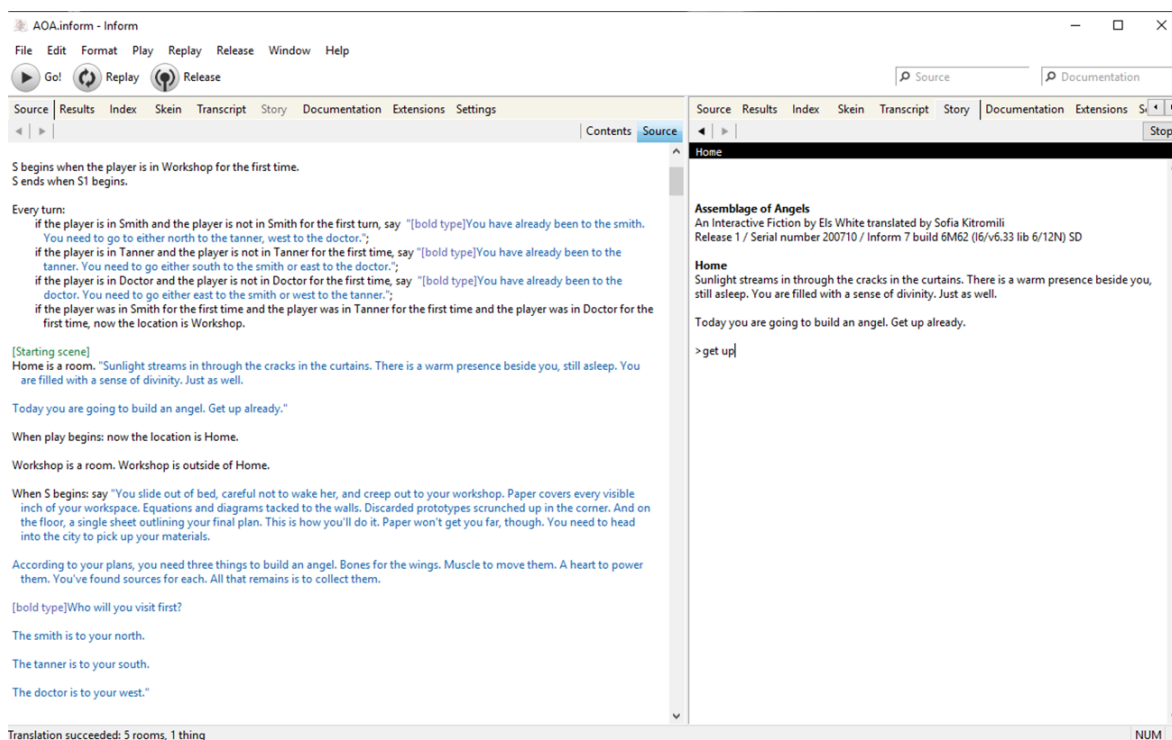 AOA.inform - Inform
File Edit Format Play Replay Release Window Help
Go! Replay Release
Source
Documentation
Source Results Index Skein Transcript Story Documentation Extensions Settings
Contents Source
S begins when the player is in Workshop for the first time.
S ends when S1 begins.
Every turn:
if the player is in Smith and the player is not in Smith for the first turn, say "[bold type]You have already been to the smith.
You need to go to either north to the tanner, west to the doctor.";
if the player is in Tanner and the player is not in Tanner for the first time, say "[bold type]You have already been to the
tanner. You need to go either south to the smith or east to the doctor.";
if the player is in Doctor and the player is not in Doctor for the first time, say "[bold type]You have already been to the
doctor. You need to go either east to the smith or west to the tanner.";
if the player was in Smith for the first time and the player was in Tanner for the first time and the player was in Doctor for the
first time, now the location is Workshop.
[Starting scene]
Home is a room. "Sunlight streams in through the cracks in the curtains. There is a warm presence beside you, still asleep. You
are filled with a sense of divinity. Just as well.
Today you are going to build an angel. Get up already."
When play begins: now the location is Home.
Workshop is a room. Workshop is outside of Home.
When S begins: say "You slide out of bed, careful not to wake her, and creep out to your workshop. Paper covers every visible
inch of your workspace. Equations and diagrams tacked to the walls. Discarded prototypes scrunched up in the corner. And on
the floor, a single sheet outlining your final plan. This is how you'll do it. Paper won't get you far, though. You need to head
into the city to pick up your materials.
According to your plans, you need three things to build an angel. Bones for the wings. Muscle to move them. A heart to power
them. You've found sources for each. All that remains is to collect them.
[bold type]Who will you visit first?
The smith is to your north.
The tanner is to your south.
The doctor is to your west."
Source Results Index Skein Transcript Story Documentation Extensions S
Stop
Home
Assemblage of Angels
An Interactive Fiction by Els White translated by Sofia Kitromili
Release 1 / Serial number 200710 / Inform 7 build 6M62 (I6/v6.33 lib 6/12N) SD
Home
Sunlight streams in through the cracks in the curtains. There is a warm presence beside you,
still asleep. You are filled with a sense of divinity. Just as well.
Today you are going to build an angel. Get up already.
>get up
Translation succeeded: 5 rooms, 1 thing
NUM